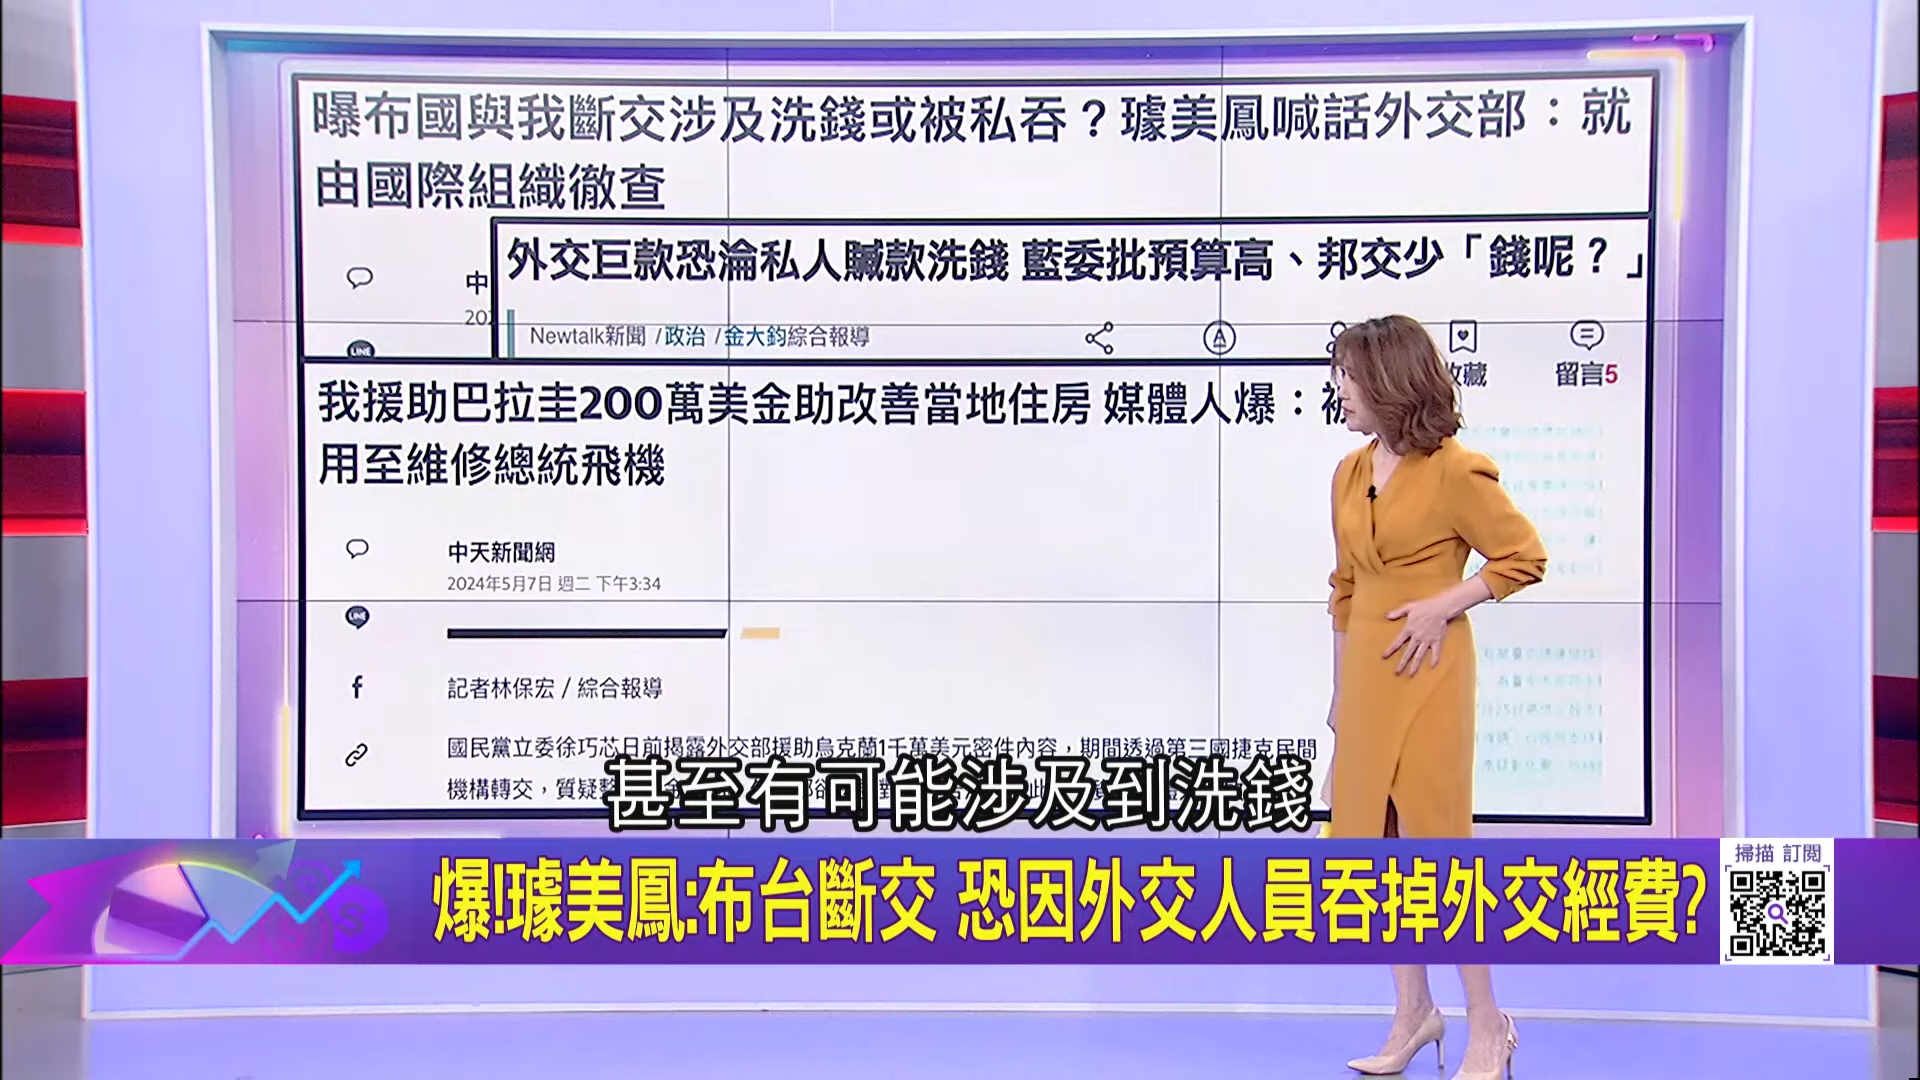 曝布國與我斷交涉及洗錢或被私吞？璩美鳳喊話外交部：就
由國際組織徹查
中
202
外交巨款恐淪私人贓款洗錢 藍委批預算高、邦交少「錢呢？」
Newtalk新聞 /政治 /金大鈞綜合報導
收藏
留言5
LINE
我援助巴拉圭200萬美金助改善當地住房 媒體人爆：被
用至維修總統飛機
中天新聞網
2024年5月7日 週二 下午3:34
LINE
記者林保宏／綜合報導
國民黨立委徐巧芯日前揭露外交部援助烏克蘭1千萬美元密件內容，期間透過第三國捷克民間
機構轉交，質疑整
甚至有可能涉及到洗錢
爆!璩美鳳:布台斷交 恐因外交人員吞掉外交經費?
掃描 訂閱